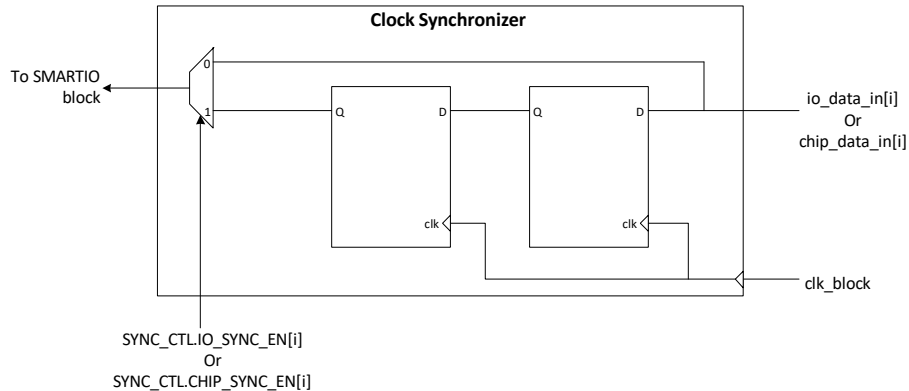 Clock Synchronizer
To SMARTIO
block
0
1
Q
D
Q
D
io_data_in[i]
Or
chip_data_in[i]
clk
clk
clk_block
SYNC_CTL.IO_SYNC_EN[i]
Or
SYNC_CTL.CHIP_SYNC_EN[i]